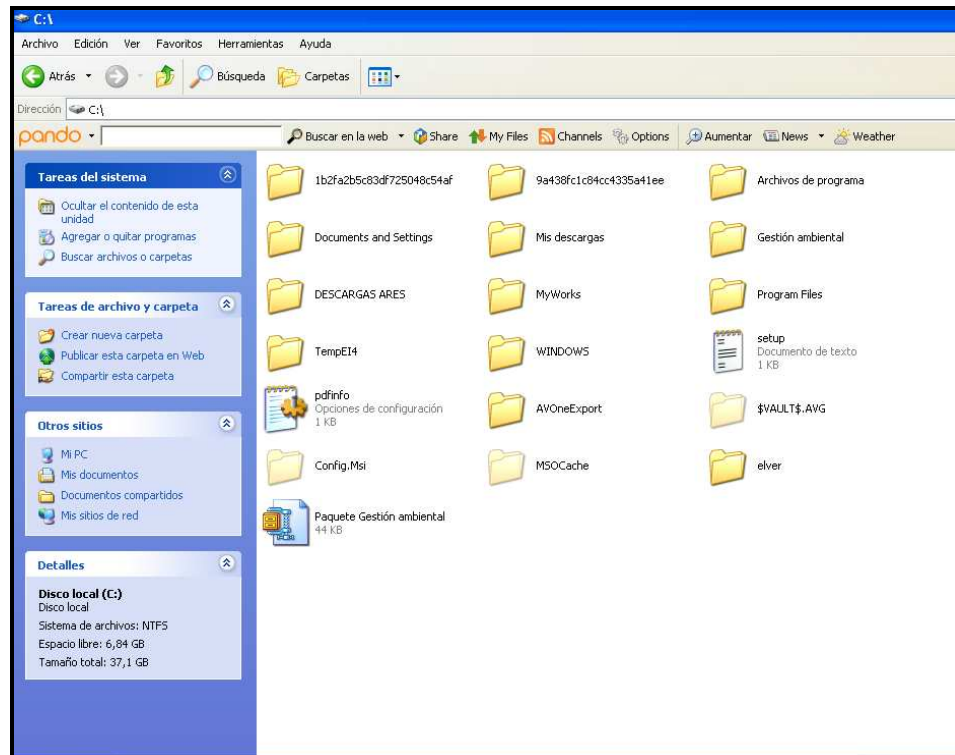 C:\
Archivo Edición Ver Favoritos Herramientas Ayuda
Atrás Búsqueda Carpetas
Dirección C:\
pando Buscar en la web Share My Files Channels Options Aumentar News Weather
Tareas del sistema
Ocultar el contenido de esta
unidad
Agregar o quitar programas
Buscar archivos o carpetas
Tareas de archivo y carpeta
Crear nueva carpeta
Publicar esta carpeta en Web
Compartir esta carpeta
Otros sitios
Mi PC
Mis documentos
Documentos compartidos
Mis sitios de red
Detalles
Disco local (C:)
Disco local
Sistema de archivos: NTFS
Espacio libre: 6,84 GB
Tamaño total: 37,1 GB
1b2fa2b5c83df725048c54af
9a438fc1c84cc4335a41ee
Archivos de programa
Documents and Settings
Mis descargas
Gestión ambiental
DESCARGAS ARES
MyWorks
Program Files
TempEI4
WINDOWS
setup
Documento de texto
1 KB
pdfinfo
Opciones de configuración
1 KB
AVOneExport
$VAULT$.AVG
Config.Msi
MSOCache
elver
Paquete Gestión ambiental
44 KB